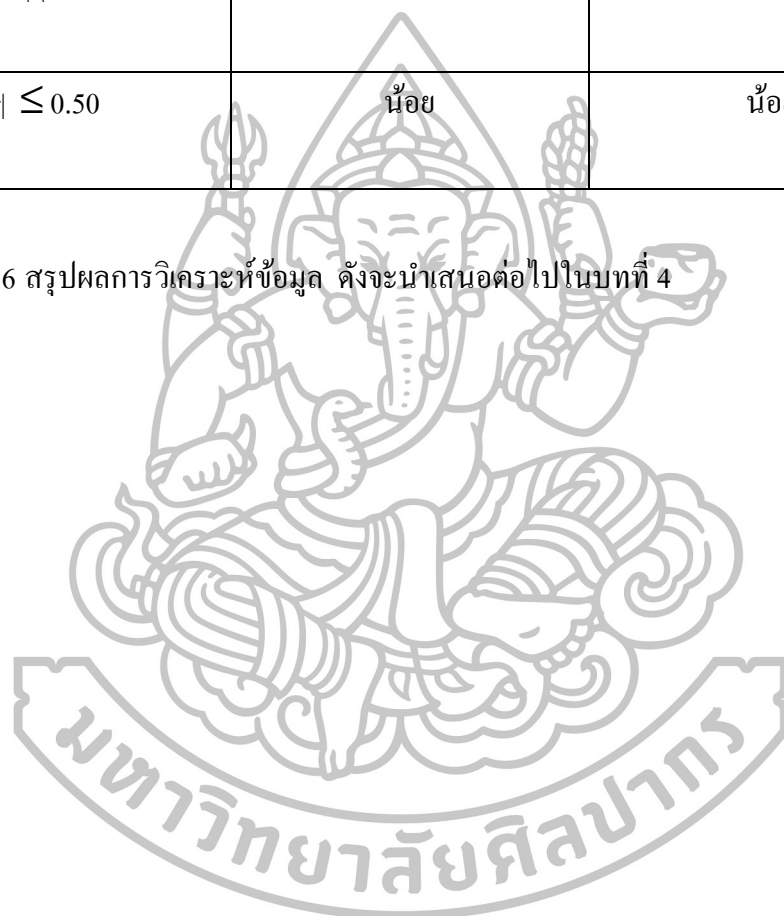 ≤ 0.50 น้อย
6 สรุปผลการวิเคราะห์ข้อมูล ดังจะนำเสนอต่อไปในบทที่ 4
มหาวิทยาลัยศิลปากร